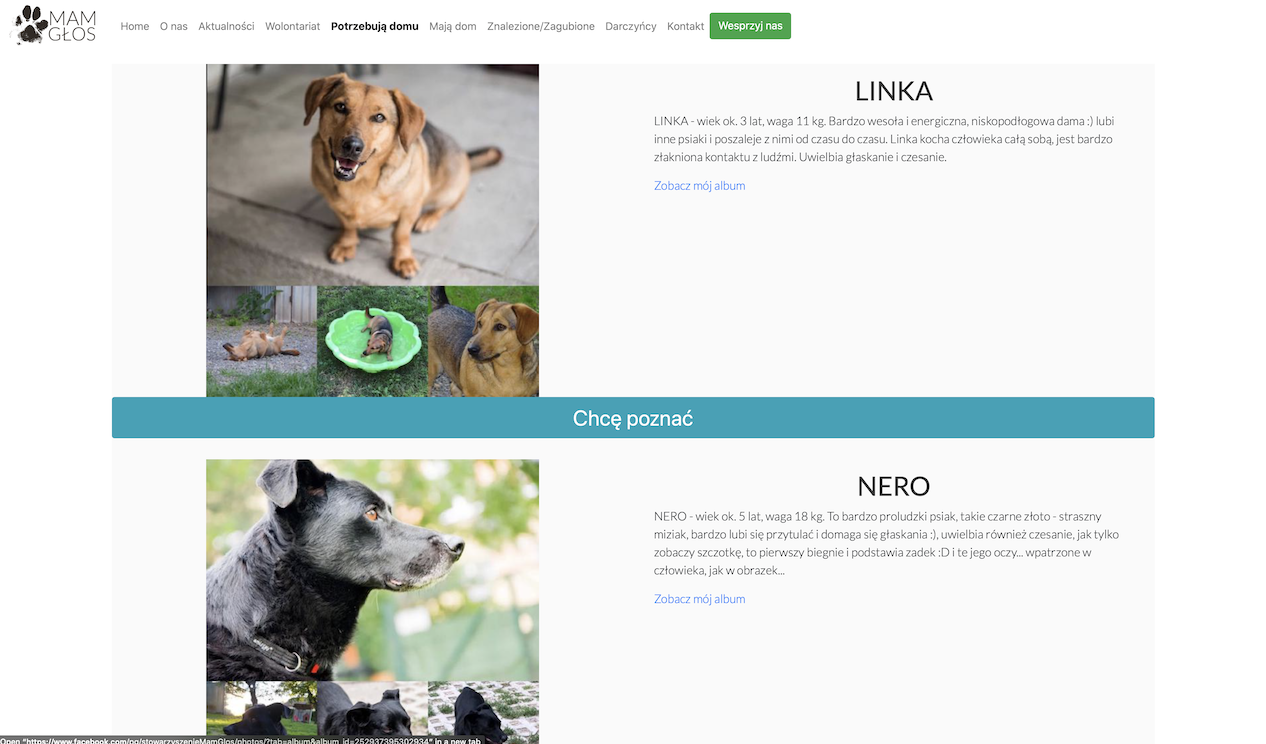 MAM
GŁOS
Home O nas Aktualności Wolontariat Potrzebują domu Mają dom Znalezione/Zagubione Darczyńcy Kontakt Wesprzyj nas
LINKA
LINKA - wiek ok. 3 lat, waga 11 kg. Bardzo wesoła i energiczna, niskopodłogowa dama :) lubi
inne psiaki i poszaleje z nimi od czasu do czasu. Linka kocha człowieka całą sobą, jest bardzo
złakniona kontaktu z ludźmi. Uwielbia głaskanie i czesanie.
Zobacz mój album
Chcę poznać
NERO
NERO - wiek ok. 5 lat, waga 18 kg. To bardzo proludzki psiak, takie czarne złoto - straszny
miziak, bardzo lubi się przytulać i domaga się głaskania :), uwielbia również czesanie, jak tylko
zobaczy szczotkę, to pierwszy biegnie i podstawia zadek :D i te jego oczy... wpatrzone w
człowieka, jak w obrazek...
Zobacz mój album
Open "https://www.facebook.com/pg/stowarzyszenieMamGlos/photos/?tab=album&album_id=252937395302934" in a new tab